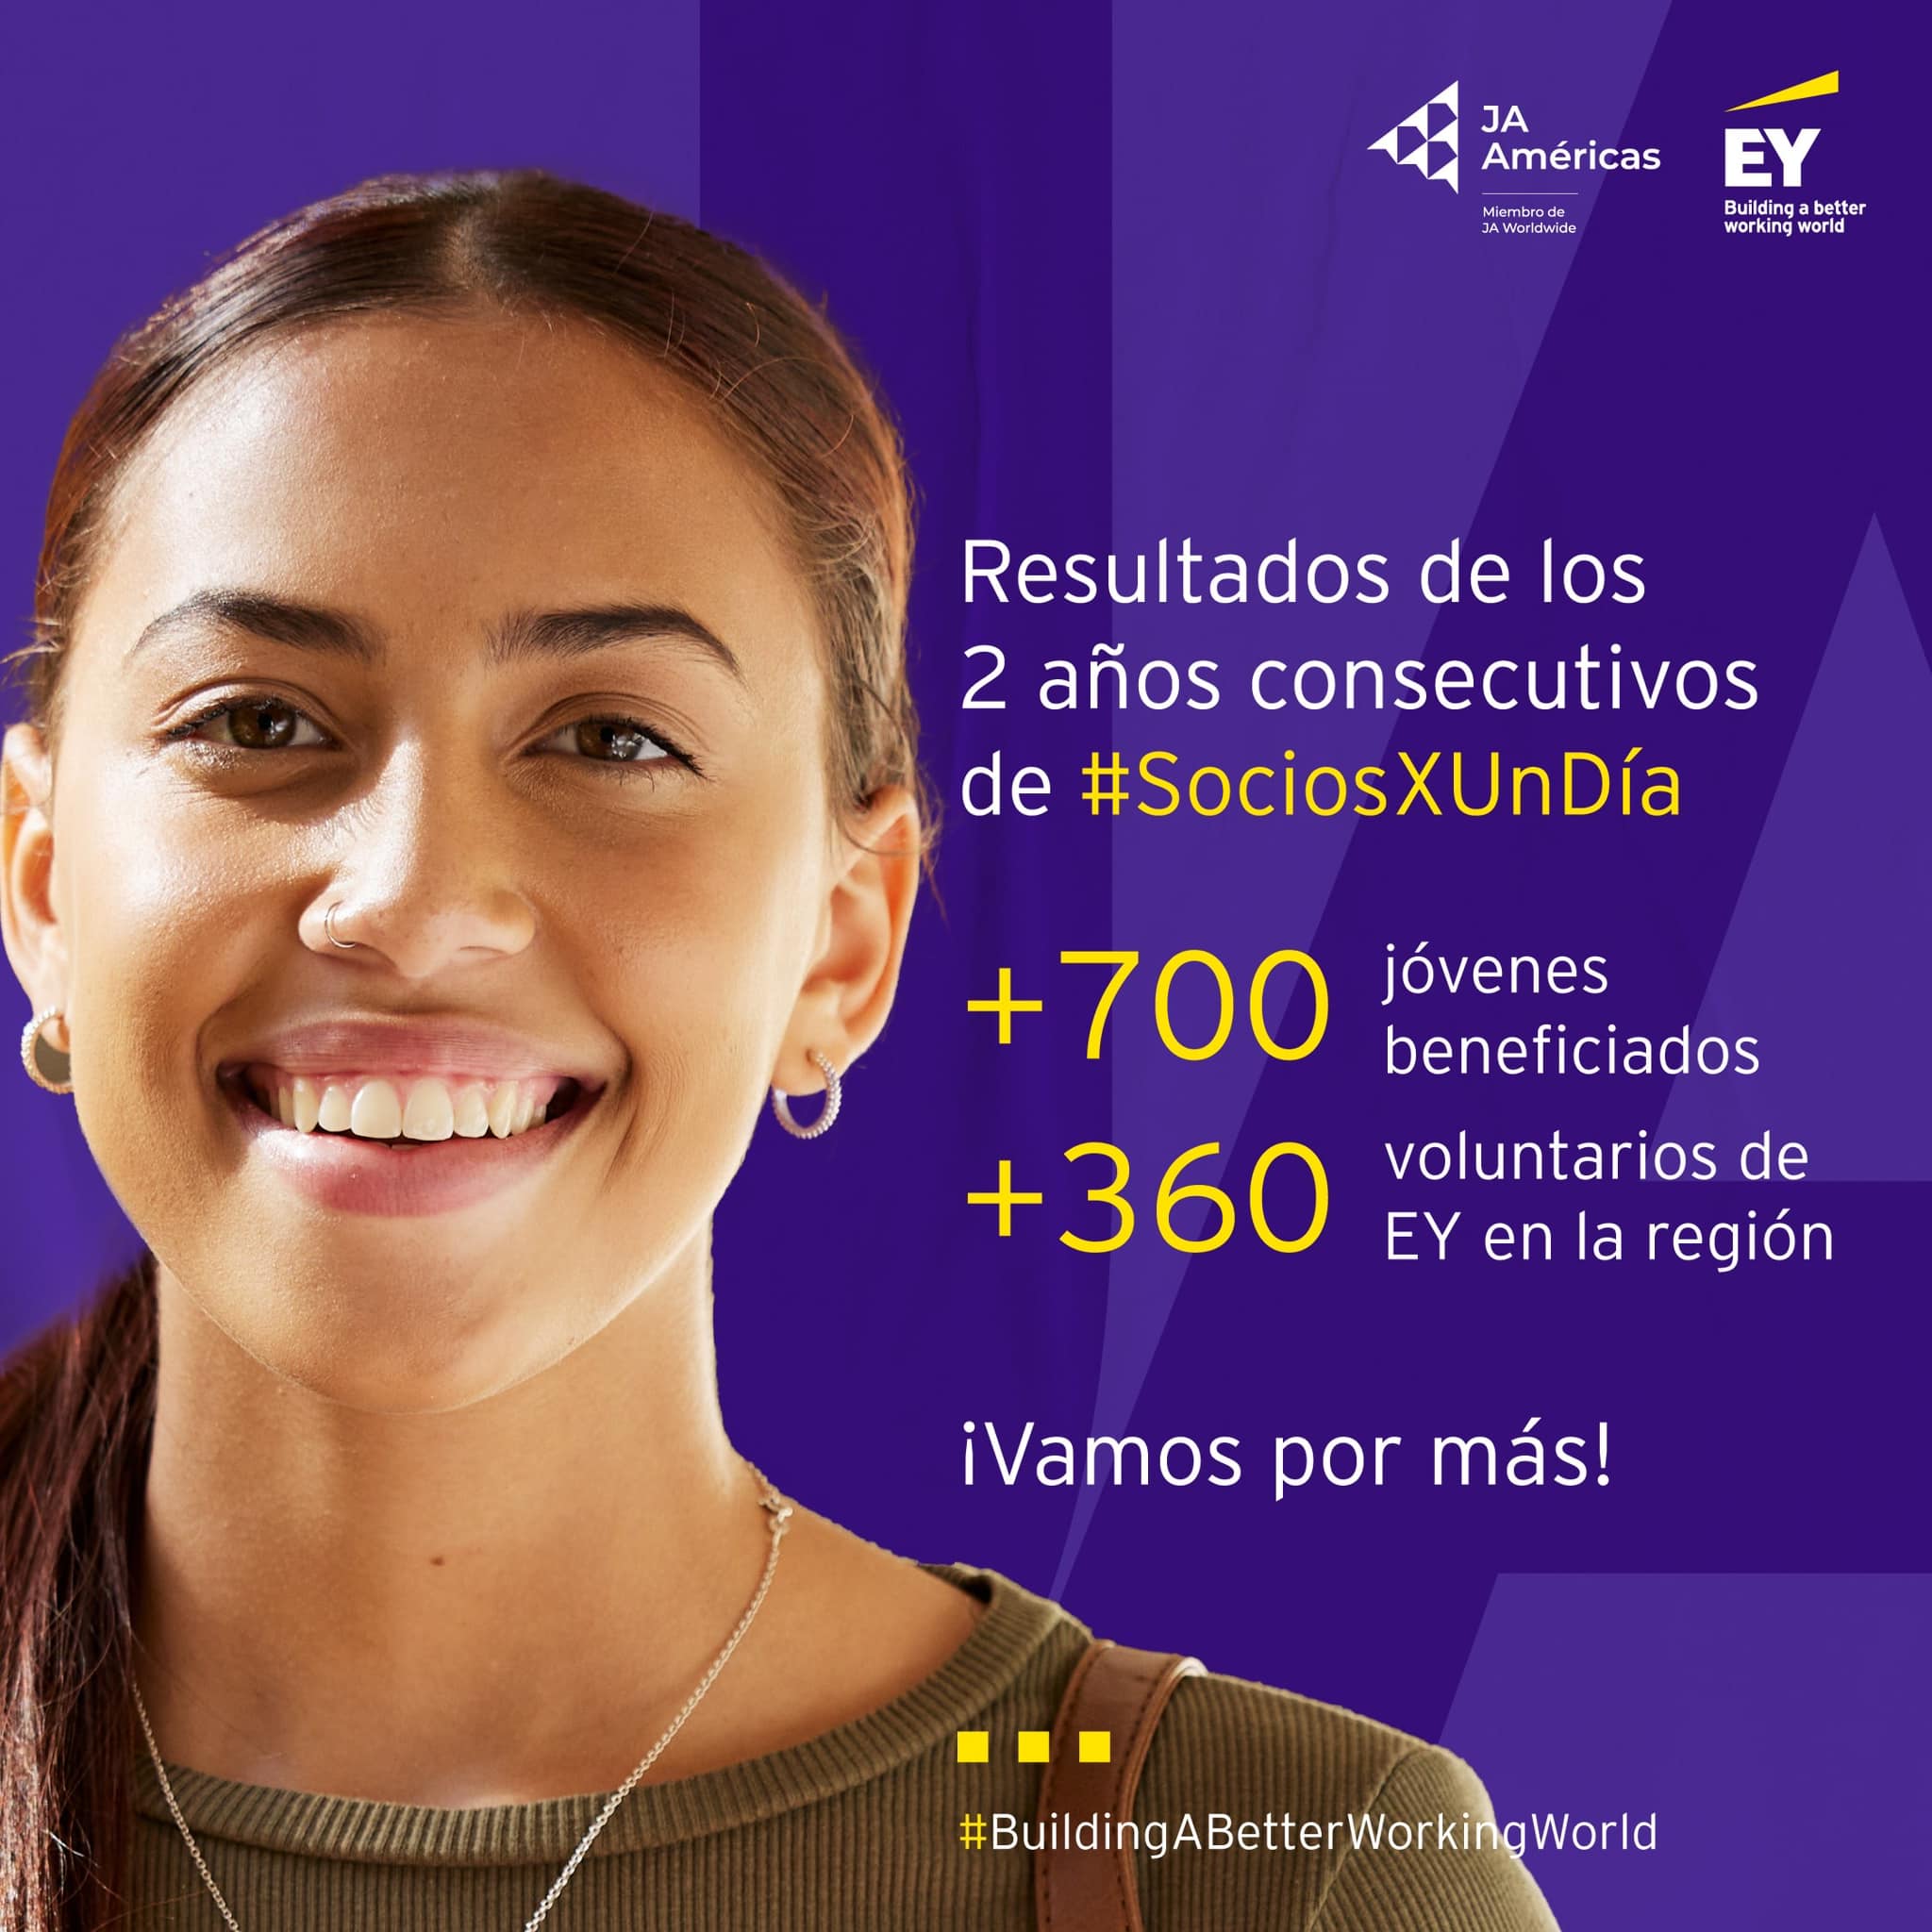 JA
Américas
Miembro de
JA Worldwide
EY
Building a better
working world
Resultados de los
2 años consecutivos
de #SociosXUnDía
+700 jóvenes
beneficiados
+360 voluntarios de
EY en la región
¡Vamos por más!
#BuildingABetterWorkingWorld